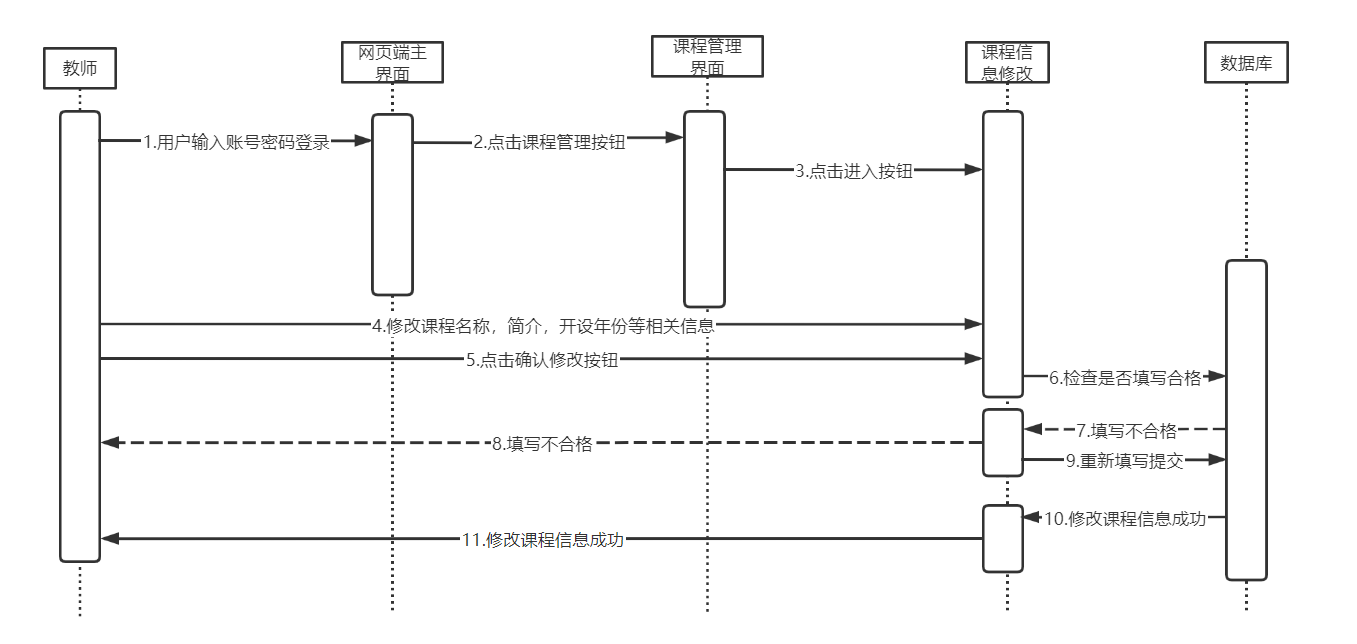 教师
网页端主
界面
课程管理
界面
课程信
息修改
数据库
1.用户输入账号密码登录
2.点击课程管理按钮
3.点击进入按钮
4.修改课程名称，简介，开设年份等相关信息
5.点击确认修改按钮
6.检查是否填写合格
7.填写不合格
8.填写不合格
9.重新填写提交
10.修改课程信息成功
11.修改课程信息成功